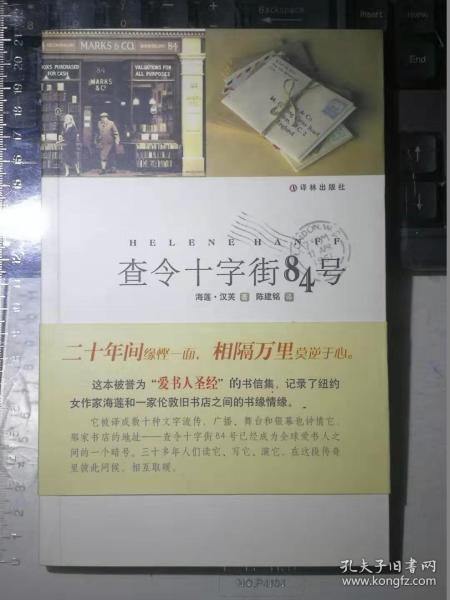 Backspace
Insert
MARKS & CO.
84
BOOKS PURCHASED
FOR CASH
MARKS
& CO
VALUATIONS FOR
ALL PURPOSES
译林出版社
HELENE HANFF
查令十字街84号
海莲·汉芙 著 陈建铭 译
二十年间缘悭一面，相隔万里莫逆于心。
这本被誉为“爱书人圣经”的书信集，记录了纽约
女作家海莲和一家伦敦旧书店之间的书缘情缘。
它被译成数十种文字流传，广播、舞台和银幕也钟情它，
那家书店的地址——查令十字街84号已经成为全球爱书人之
间的一个暗号。三十多年人们读它、写它、演它，在这段传奇
里彼此问候，相互取暖。
孔夫子旧书网
www.kongfz.com